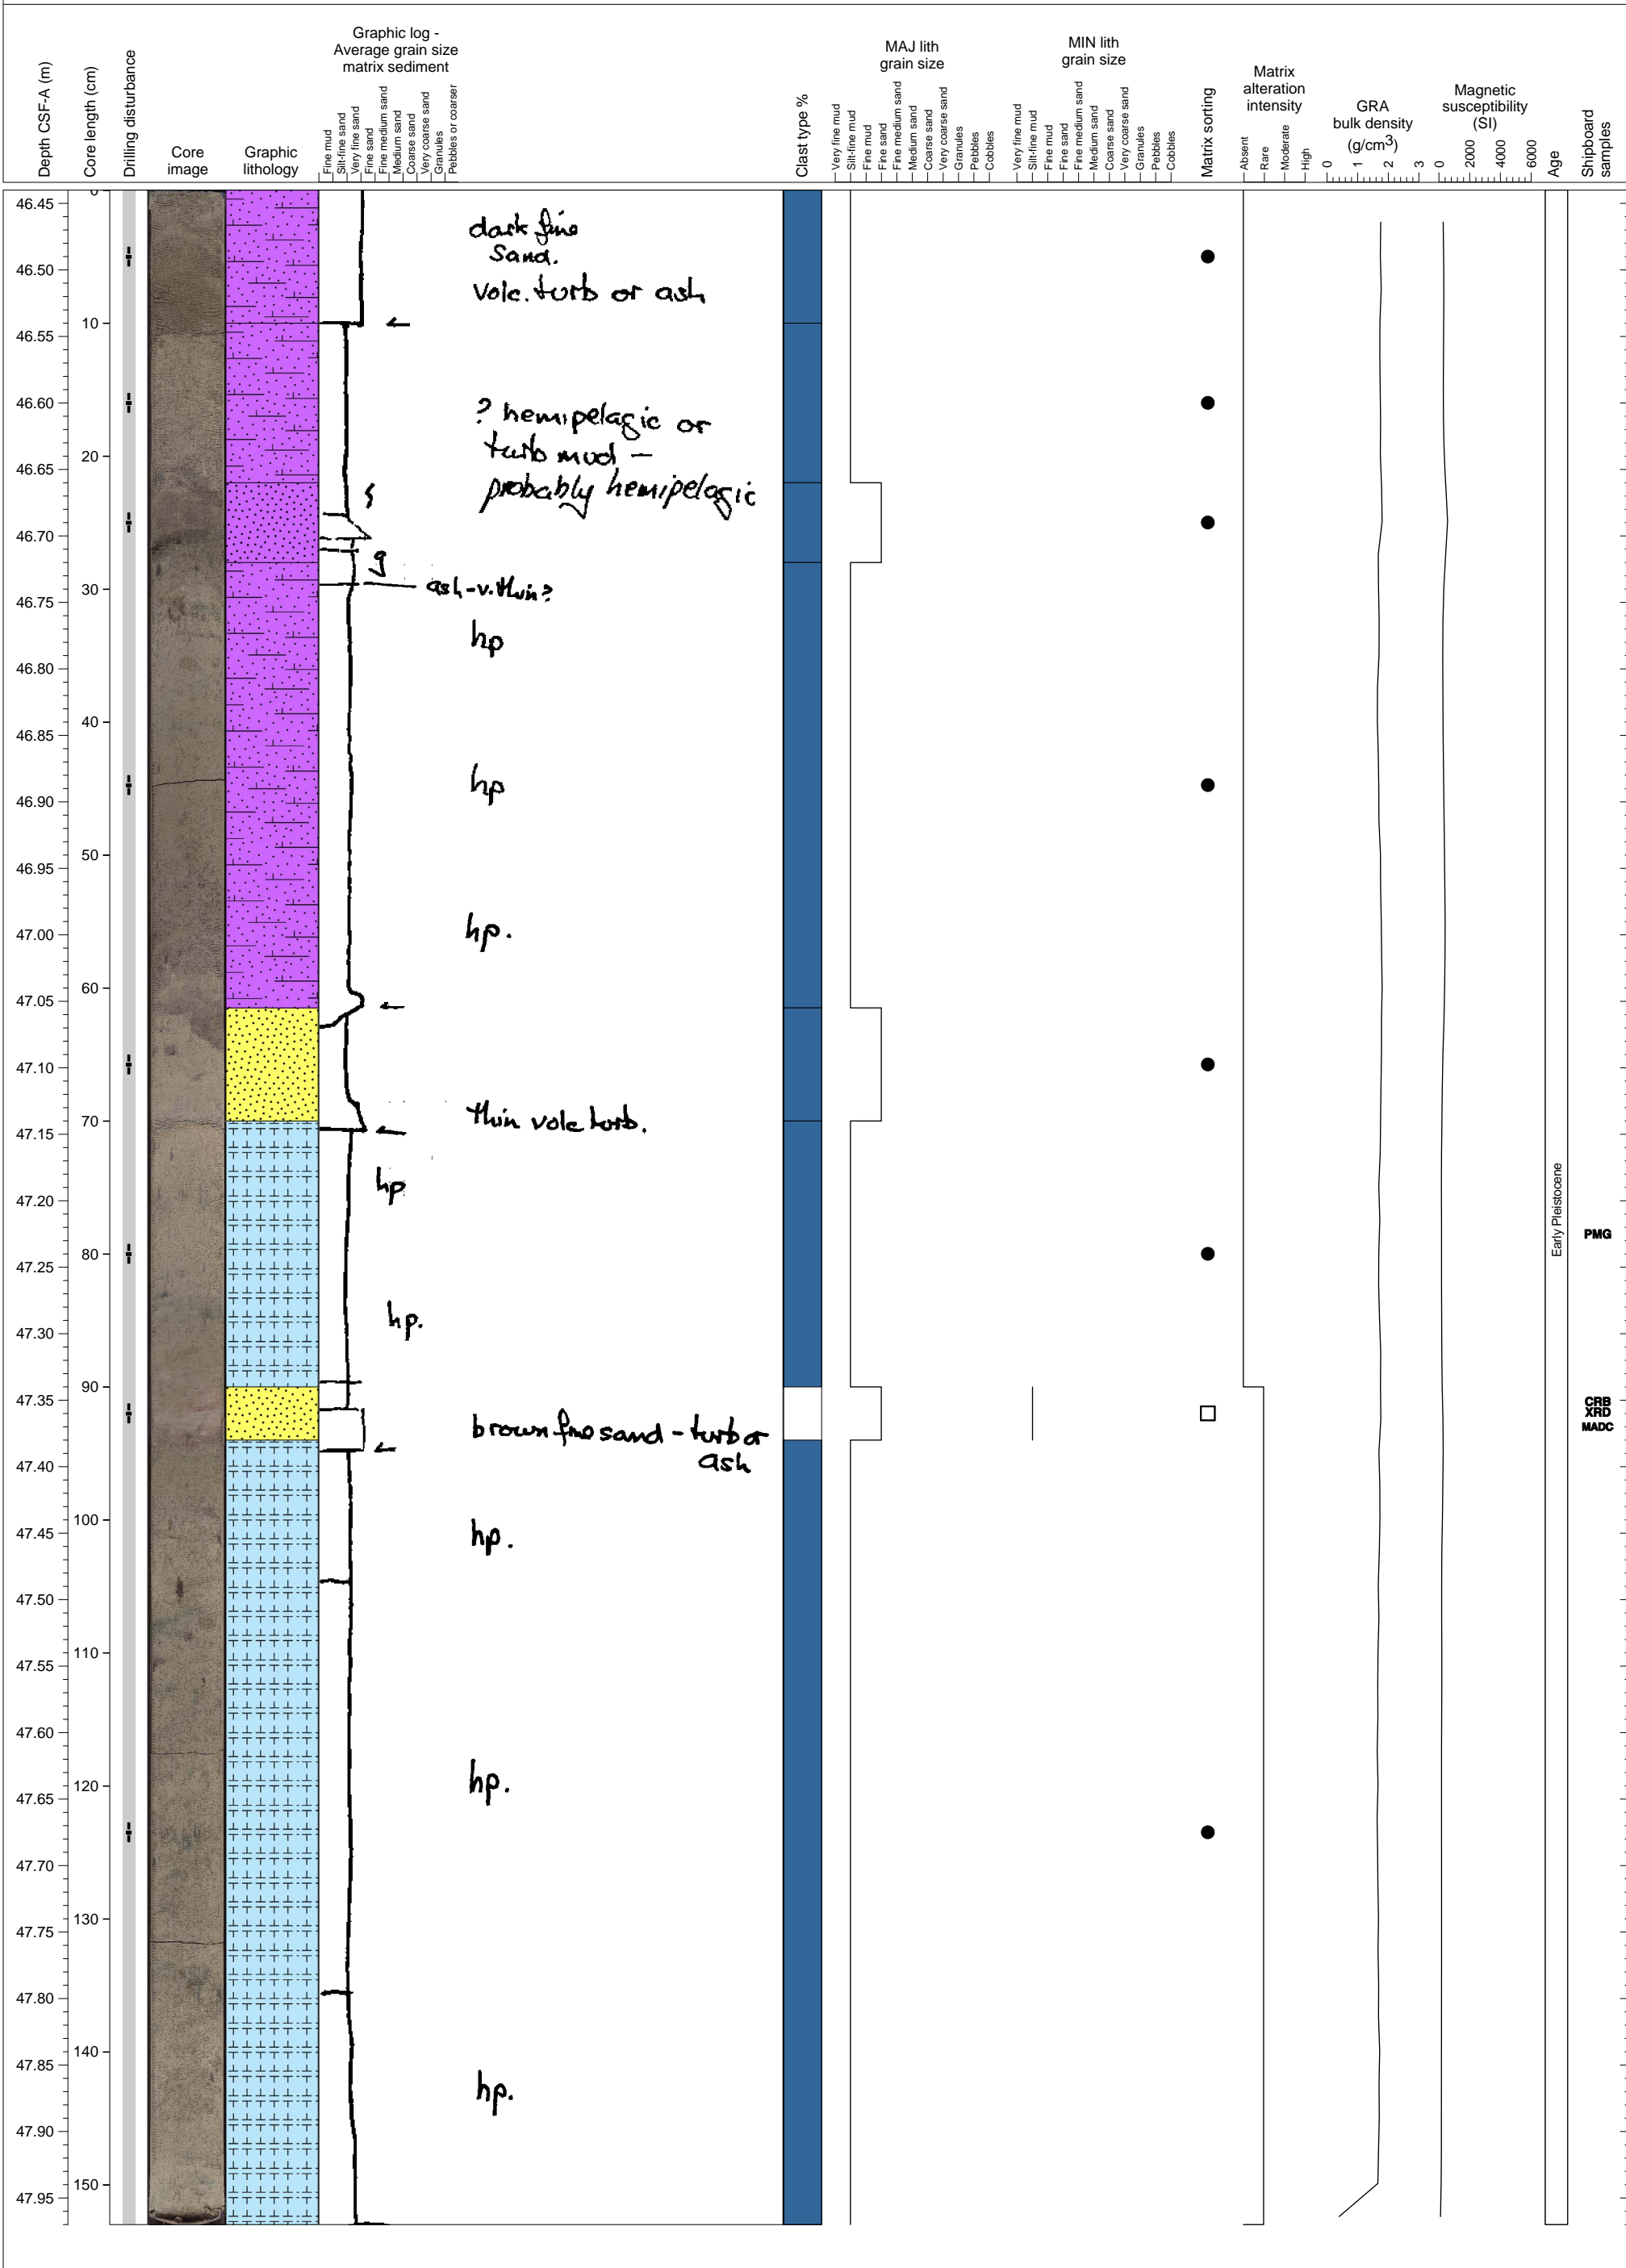 Graphic log -
Average grain size
matrix sediment
Depth CSF-A (m)
Core length (cm)
Drilling disturbance
Core
image
Graphic
lithology
Fine mud
Silt-fine sand
Very fine sand
Fine sand
Fine medium sand
Medium sand
Coarse sand
Very coarse sand
Granules
Pebbles or coarser
Clast type %
MAJ lith
grain size
Very fine mud
Silt-fine mud
Fine mud
Fine sand
Fine medium sand
Medium sand
Coarse sand
Very coarse sand
Granules
Pebbles
Cobbles
MIN lith
grain size
Very fine mud
Silt-fine mud
Fine mud
Fine sand
Fine medium sand
Medium sand
Coarse sand
Very coarse sand
Granules
Pebbles
Cobbles
Matrix sorting
Matrix
alteration
intensity
Absent
Rare
Moderate
High
GRA
bulk density
(g/cm3)
0 1 2 3
Magnetic
susceptibility
(SI)
0 2000 4000 6000
Age
Shipboard
samples
46.45
46.50
46.55
46.60
46.65
46.70
46.75
46.80
46.85
46.90
46.95
47.00
47.05
47.10
47.15
47.20
47.25
47.30
47.35
47.40
47.45
47.50
47.55
47.60
47.65
47.70
47.75
47.80
47.85
47.90
47.95
0
10
20
30
40
50
60
70
80
90
100
110
120
130
140
150
dark fine
Sand.
Volc. turb or ash
? hemipelagic or
turb mud –
probably hemipelagic
ash-v.thin?
hp
hp
hp.
thin volc turb.
hp
hp.
brown fine sand - turb or
ash
hp.
hp.
hp.
Early Pleistocene
PMG
CRB
XRD
MADC